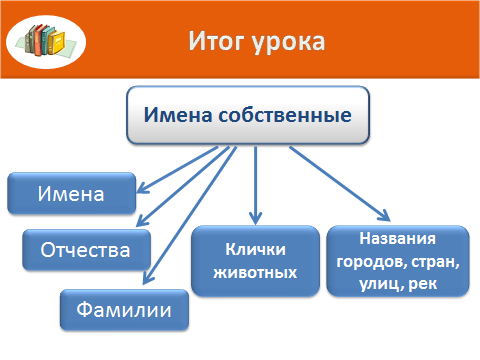 Итог урока
Имена собственные
Имена
Отчества
Фамилии
Клички
животных
Названия
городов, стран,
улиц, рек